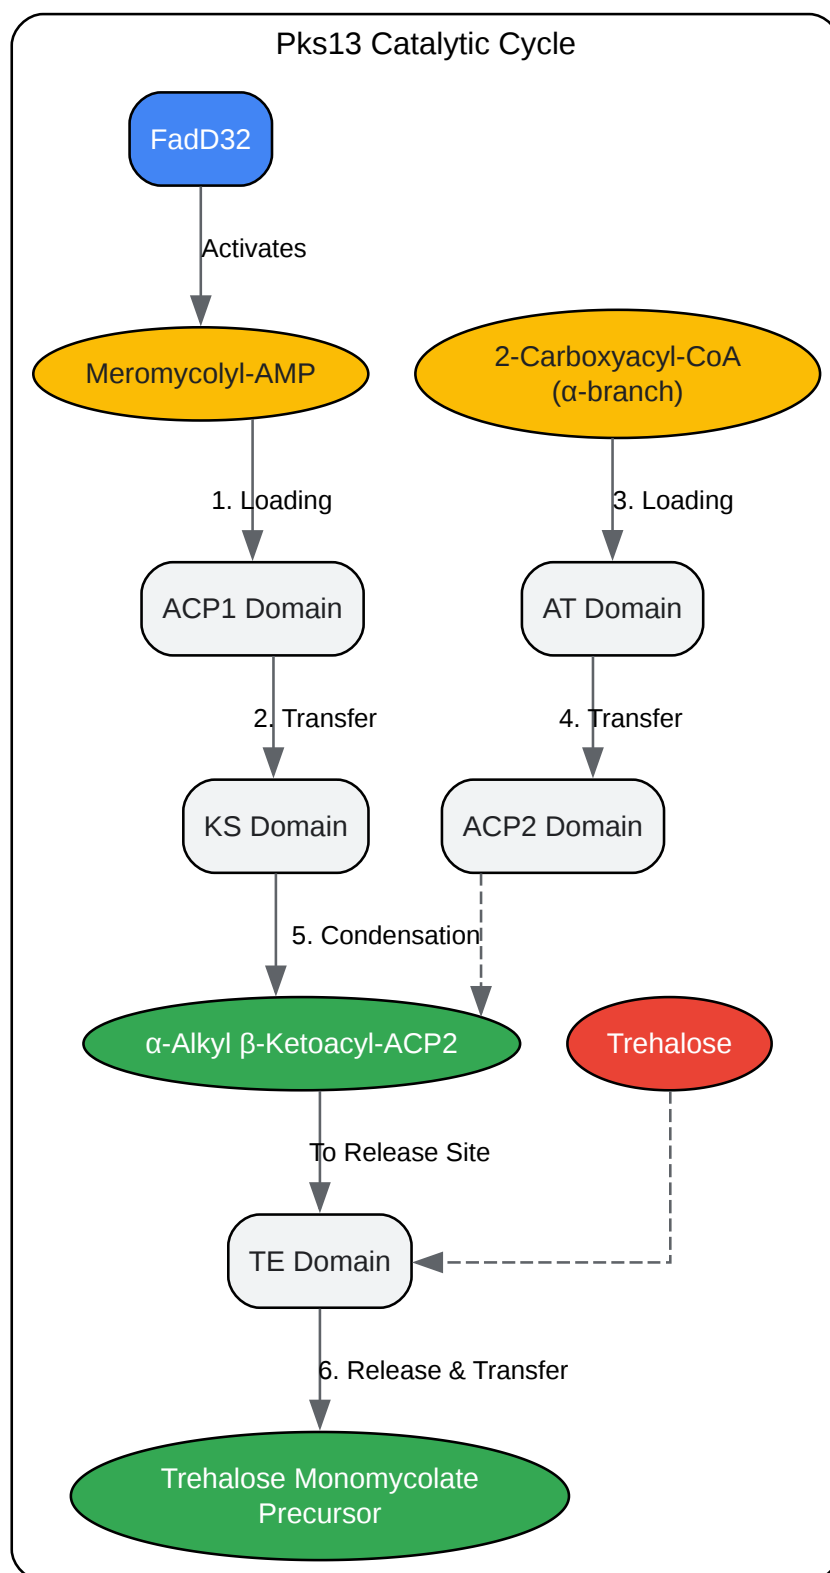 Pks13 Catalytic Cycle
FadD32
Activates
Meromycolyl-AMP
2-Carboxyacyl-CoA
(α-branch)
1. Loading
3. Loading
ACP1 Domain
AT Domain
2. Transfer
4. Transfer
KS Domain
ACP2 Domain
5. Condensation
α-Alkyl β-Ketoacyl-ACP2
Trehalose
To Release Site
TE Domain
6. Release & Transfer
Trehalose Monomycolate
Precursor